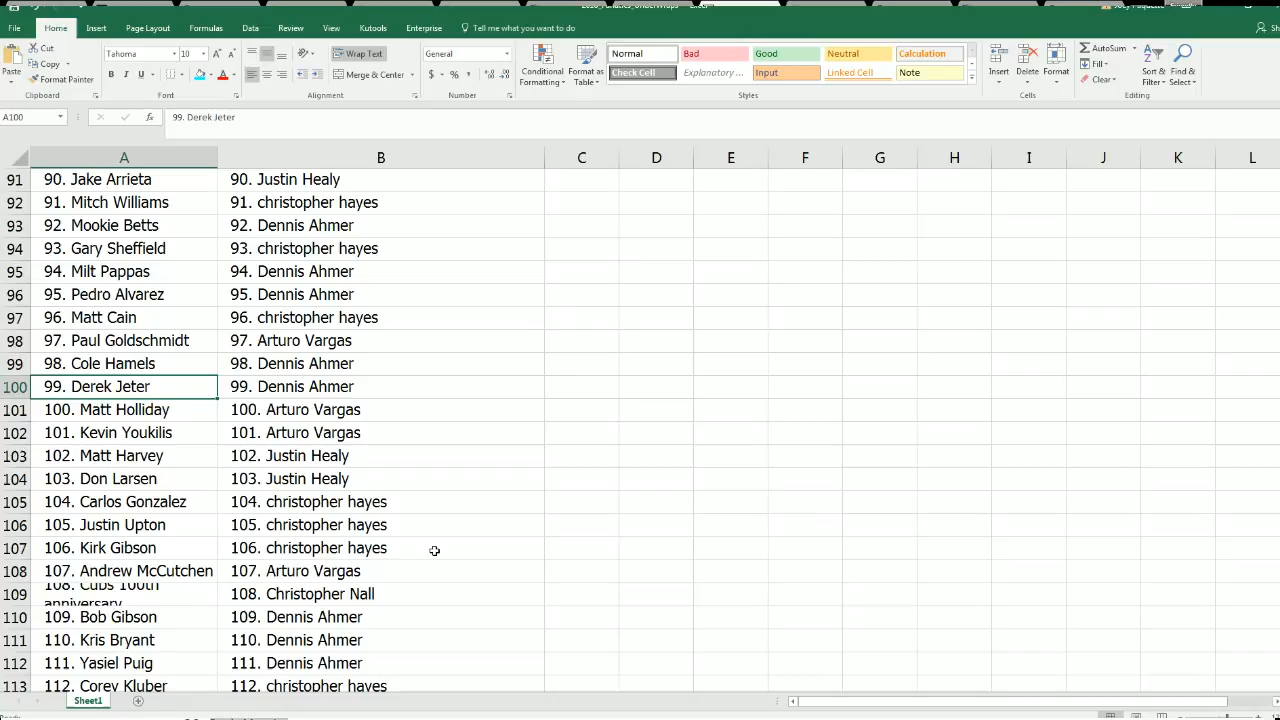 File Home Insert Page Layout Formulas Data Review View Kutools Enterprise Tell me what you want to do
Paste Cut Copy Format Painter Clipboard
Tahoma 10 B I U A Font
Wrap Text Merge & Center Alignment
General $ % Number
Conditional Formatting Format as Table
Normal Bad Good Neutral Calculation
Check Cell Explanatory ... Input Linked Cell Note
Styles
Insert Delete Format Cells
AutoSum Fill Clear Sort & Filter Find & Select Editing
A100 fx 99. Derek Jeter
A B C D E F G H I J K L
91 90. Jake Arrieta 90. Justin Healy
92 91. Mitch Williams 91. christopher hayes
93 92. Mookie Betts 92. Dennis Ahmer
94 93. Gary Sheffield 93. christopher hayes
95 94. Milt Pappas 94. Dennis Ahmer
96 95. Pedro Alvarez 95. Dennis Ahmer
97 96. Matt Cain 96. christopher hayes
98 97. Paul Goldschmidt 97. Arturo Vargas
99 98. Cole Hamels 98. Dennis Ahmer
100 99. Derek Jeter 99. Dennis Ahmer
101 100. Matt Holliday 100. Arturo Vargas
102 101. Kevin Youkilis 101. Arturo Vargas
103 102. Matt Harvey 102. Justin Healy
104 103. Don Larsen 103. Justin Healy
105 104. Carlos Gonzalez 104. christopher hayes
106 105. Justin Upton 105. christopher hayes
107 106. Kirk Gibson 106. christopher hayes
108 107. Andrew McCutchen 107. Arturo Vargas
109 108. Cubs 100th anniversary 108. Christopher Nall
110 109. Bob Gibson 109. Dennis Ahmer
111 110. Kris Bryant 110. Dennis Ahmer
112 111. Yasiel Puig 111. Dennis Ahmer
113 112. Corey Kluber 112. christopher hayes
Sheet1